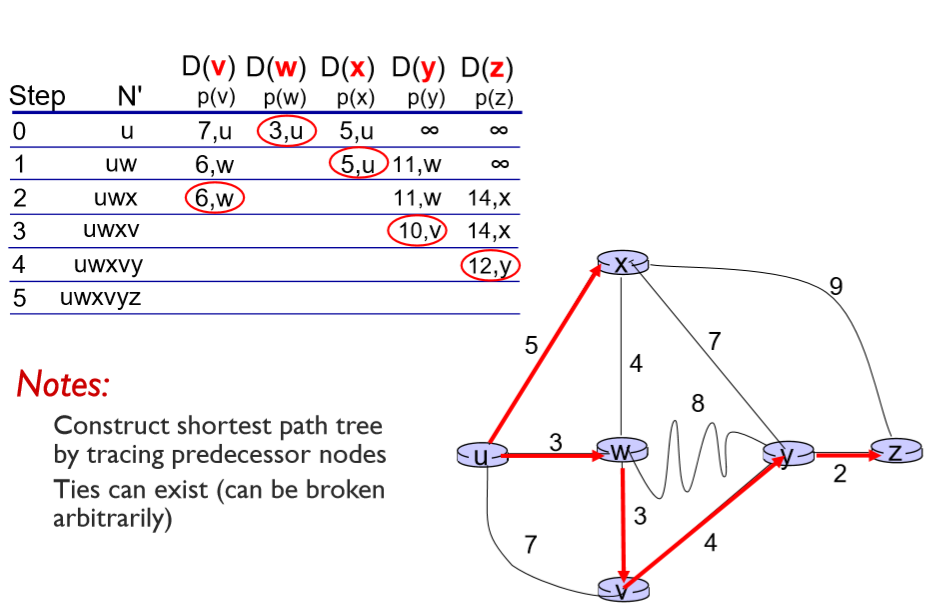 D(v) D(w) D(x) D(y) D(z)
Step N' p(v) p(w) p(x) p(y) p(z)
0 u 7,u 3,u 5,u ∞ ∞
1 uw 6,w 5,u 11,w ∞
2 uwx 6,w 11,w 14,x
3 uwxv 10,v 14,x
4 uwxvy 12,y
5 uwxvyz
Notes:
Construct shortest path tree
by tracing predecessor nodes
Ties can exist (can be broken
arbitrarily)
x
9
5
7
4
8
u
3
w
y
z
2
3
4
7
v